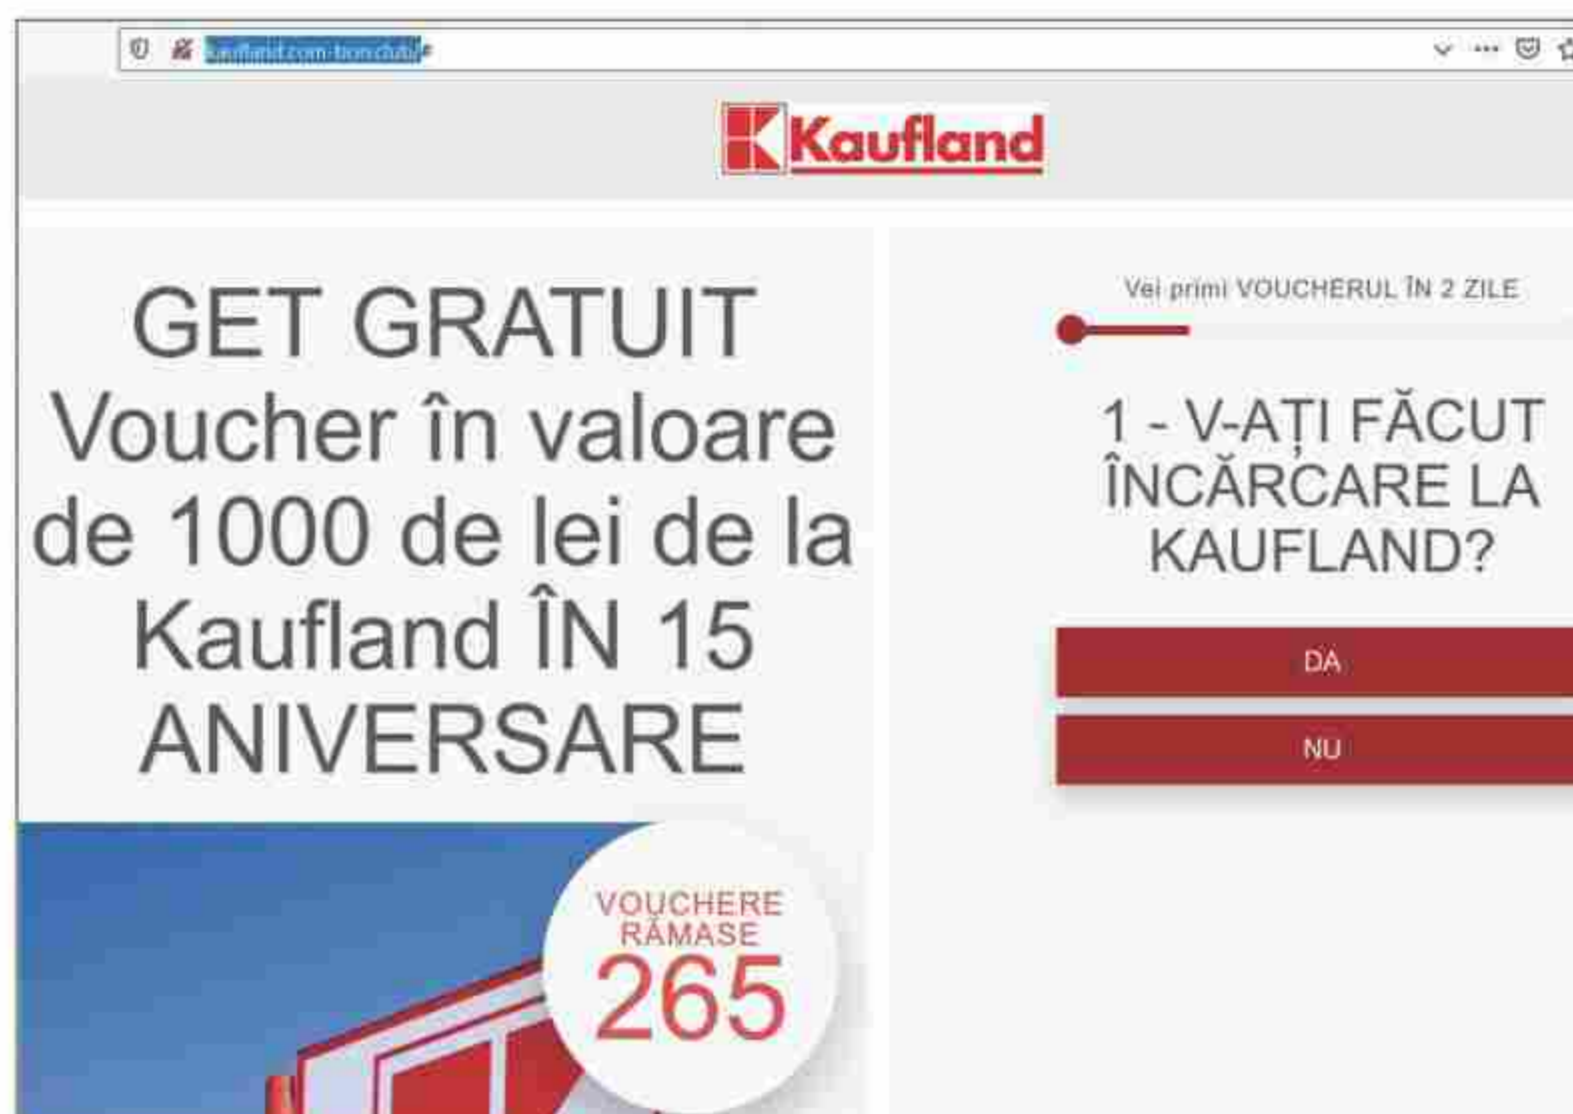 Kaufland
GET GRATUIT
Voucher în valoare
de 1000 de lei de la
Kaufland ÎN 15
ANIVERSARE
VOUCHERE
RĂMASE
265
Vei primi VOUCHERUL ÎN 2 ZILE
1 - V-AȚI FĂCUT
ÎNCĂRCARE LA
KAUFLAND?
DA
NU